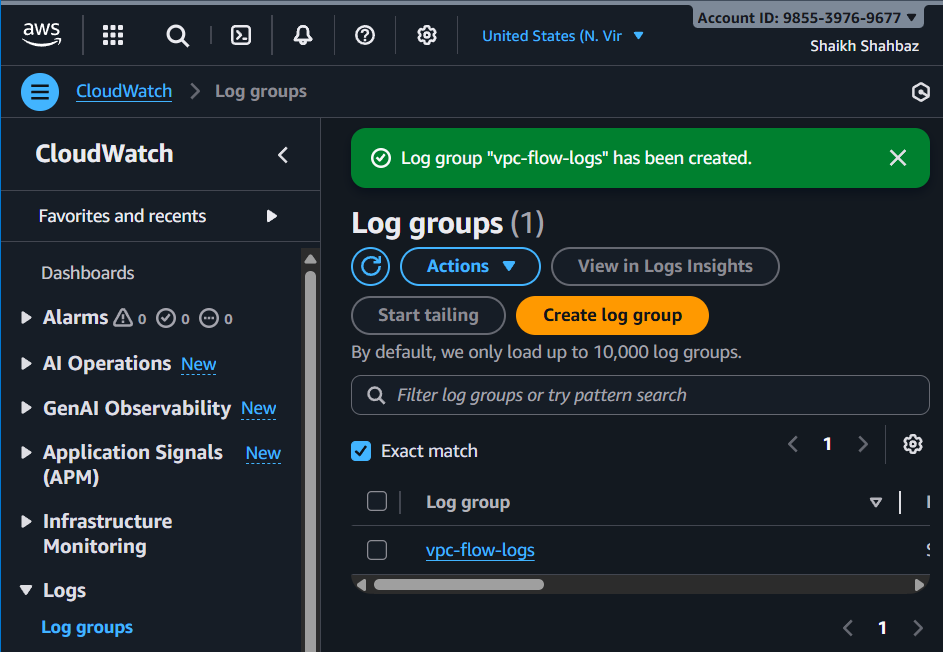 aws
United States (N. Vir
Account ID: 9855-3976-9677
Shaikh Shahbaz
CloudWatch
Log groups
CloudWatch
Favorites and recents
Dashboards
Alarms 0 0 0
AI Operations New
GenAI Observability New
Application Signals New
(APM)
Infrastructure
Monitoring
Logs
Log groups
Log group "vpc-flow-logs" has been created.
Log groups (1)
Actions
View in Logs Insights
Start tailing
Create log group
By default, we only load up to 10,000 log groups.
Filter log groups or try pattern search
Exact match
1
Log group
vpc-flow-logs
1